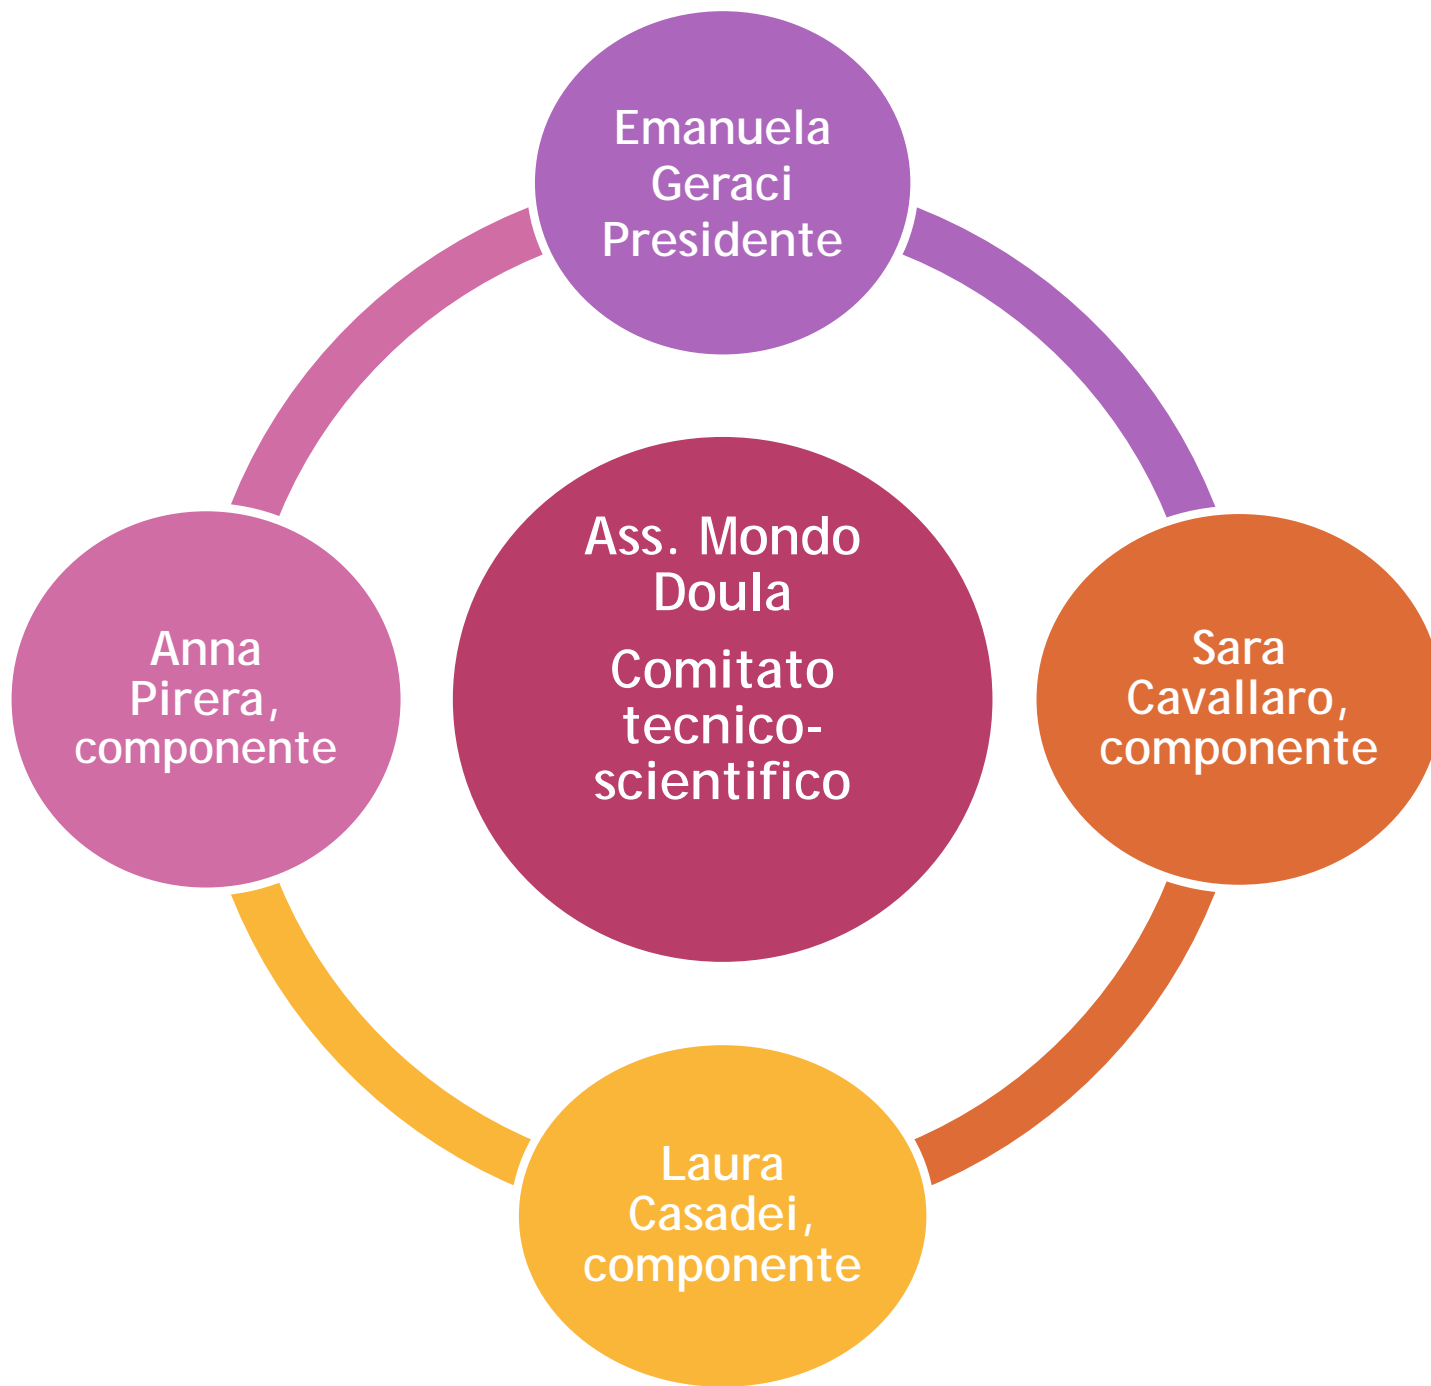 Emanuela
Geraci
Presidente
Ass. Mondo
Doula
Comitato
tecnico-
scientifico
Anna
Pirera,
componente
Sara
Cavallaro,
componente
Laura
Casadei,
componente